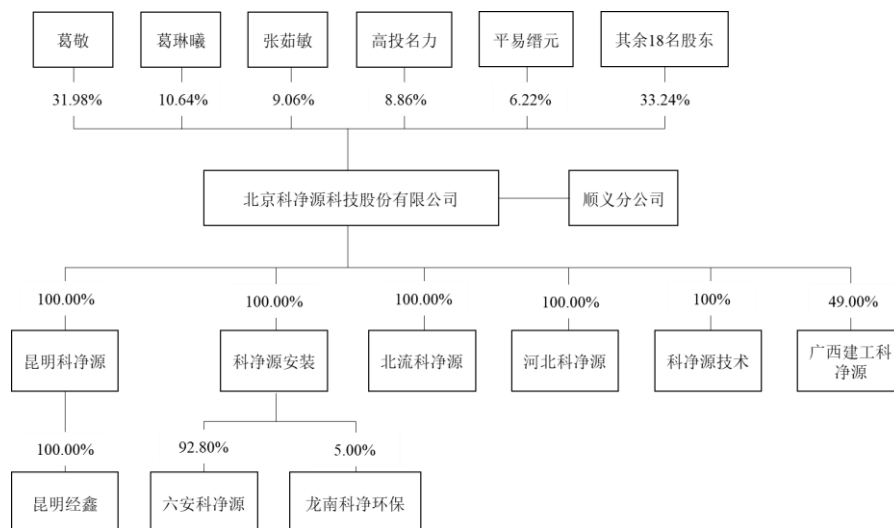 葛敬
葛琳曦
张茹敏
高投名力
平易缙元
其余18名股东
31.98%
10.64%
9.06%
8.86%
6.22%
33.24%
北京科净源科技股份有限公司
顺义分公司
100.00%
100.00%
100.00%
100.00%
100%
49.00%
昆明科净源
科净源安装
北流科净源
河北科净源
科净源技术
广西建工科
净源
100.00%
92.80%
5.00%
昆明经鑫
六安科净源
龙南科净环保